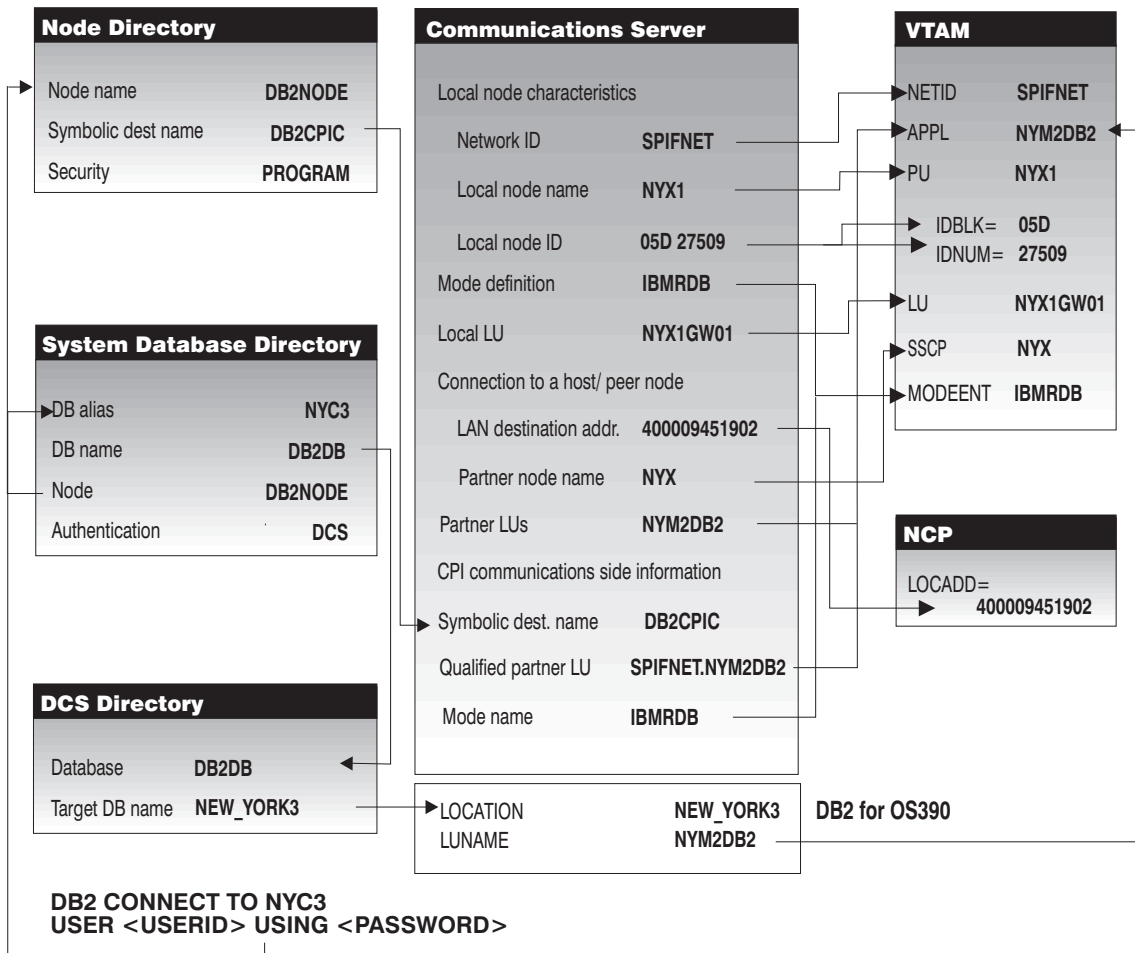 Node Directory
Node name DB2NODE
Symbolic dest name DB2CPIC
Security PROGRAM
System Database Directory
DB alias NYC3
DB name DB2DB
Node DB2NODE
Authentication DCS
DCS Directory
Database DB2DB
Target DB name NEW_YORK3
Communications Server
Local node characteristics
Network ID SPIFNET
Local node name NYX1
Local node ID 05D 27509
Mode definition IBMRDB
Local LU NYX1GW01
Connection to a host/ peer node
LAN destination addr. 400009451902
Partner node name NYX
Partner LUs NYM2DB2
CPI communications side information
Symbolic dest. name DB2CPIC
Qualified partner LU SPIFNET.NYM2DB2
Mode name IBMRDB
LOCATION NEW_YORK3
LUNAME NYM2DB2
DB2 for OS390
VTAM
NETID SPIFNET
APPL NYM2DB2
PU NYX1
IDBLK= 05D
IDNUM= 27509
LU NYX1GW01
SSCP NYX
MODEENT IBMRDB
NCP
LOCADD=
400009451902
DB2 CONNECT TO NYC3
USER <USERID> USING <PASSWORD>